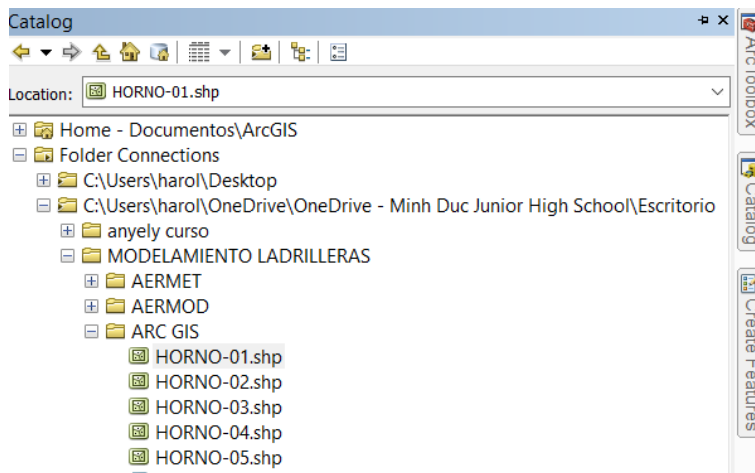 Catalog
Location: HORNO-01.shp
Home - Documentos\ArcGIS
Folder Connections
C:\Users\harol\Desktop
C:\Users\harol\OneDrive\OneDrive - Minh Duc Junior High School\Escritorio
anyely curso
MODELAMIENTO LADRILLERAS
AERMET
AERMOD
ARC GIS
HORNO-01.shp
HORNO-02.shp
HORNO-03.shp
HORNO-04.shp
HORNO-05.shp
ArcToolbox
Catalog
Create Features